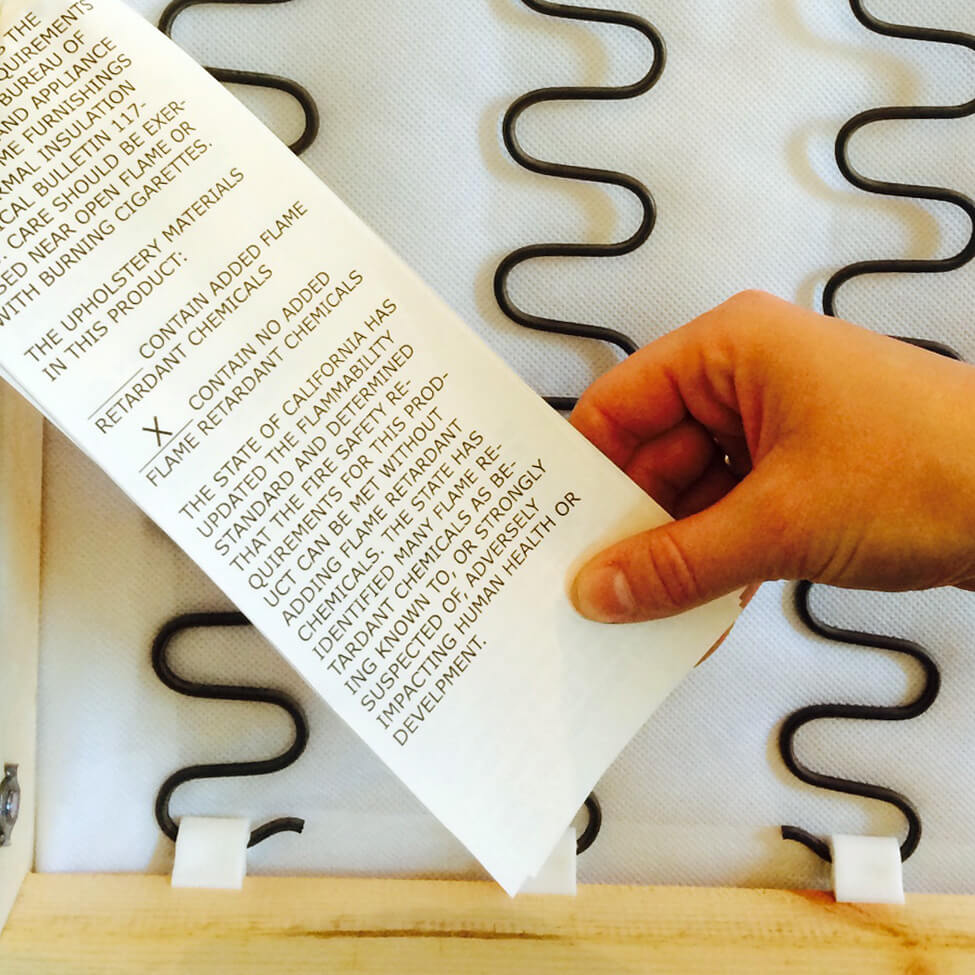 S THE
QUIREMENTS
BUREAU OF
AND APPLIANCE
ME FURNISHINGS
RMAL INSULATION
CAL BULLETIN 117-
. CARE SHOULD BE EXER-
SED NEAR OPEN FLAME OR
WITH BURNING CIGARETTES.
THE UPHOLSTERY MATERIALS
IN THIS PRODUCT:
_____CONTAIN ADDED FLAME
RETARDANT CHEMICALS
__X__CONTAIN NO ADDED
FLAME RETARDANT CHEMICALS
THE STATE OF CALIFORNIA HAS
UPDATED THE FLAMMABILITY
STANDARD AND DETERMINED
THAT THE FIRE SAFETY RE-
QUIREMENTS FOR THIS PROD-
UCT CAN BE MET WITHOUT
ADDING FLAME RETARDANT
CHEMICALS. THE STATE HAS
IDENTIFIED MANY FLAME RE-
TARDANT CHEMICALS AS BE-
ING KNOWN TO, OR STRONGLY
SUSPECTED OF, ADVERSELY
IMPACTING HUMAN HEALTH OR
DEVELPMENT.